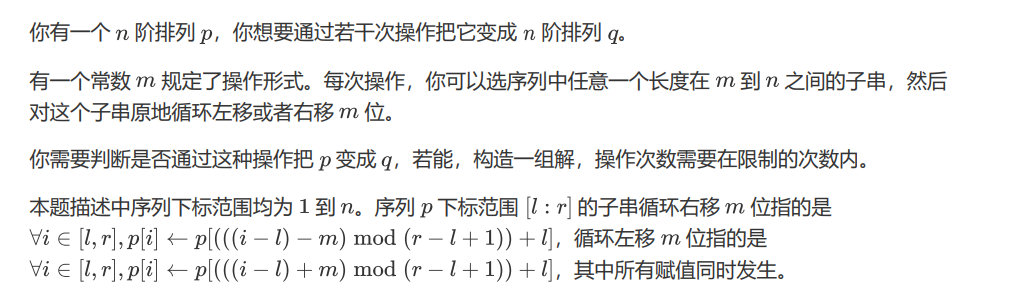 你有一个 n 阶排列 p，你想要通过若干次操作把它变成 n 阶排列 q。
有一个常数 m 规定了操作形式。每次操作，你可以选序列中任意一个长度在 m 到 n 之间的子串，然后
对这个子串原地循环左移或者右移 m 位。
你需要判断是否通过这种操作把 p 变成 q，若能，构造一组解，操作次数需要在限制的次数内。
本题描述中序列下标范围均为 1 到 n。序列 p 下标范围 [l : r] 的子串循环右移 m 位指的是
∀i ∈ [l, r], p[i] ← p[(((i − l) − m) mod (r − l + 1)) + l]，循环左移 m 位指的是
∀i ∈ [l, r], p[i] ← p[(((i − l) + m) mod (r − l + 1)) + l]，其中所有赋值同时发生。